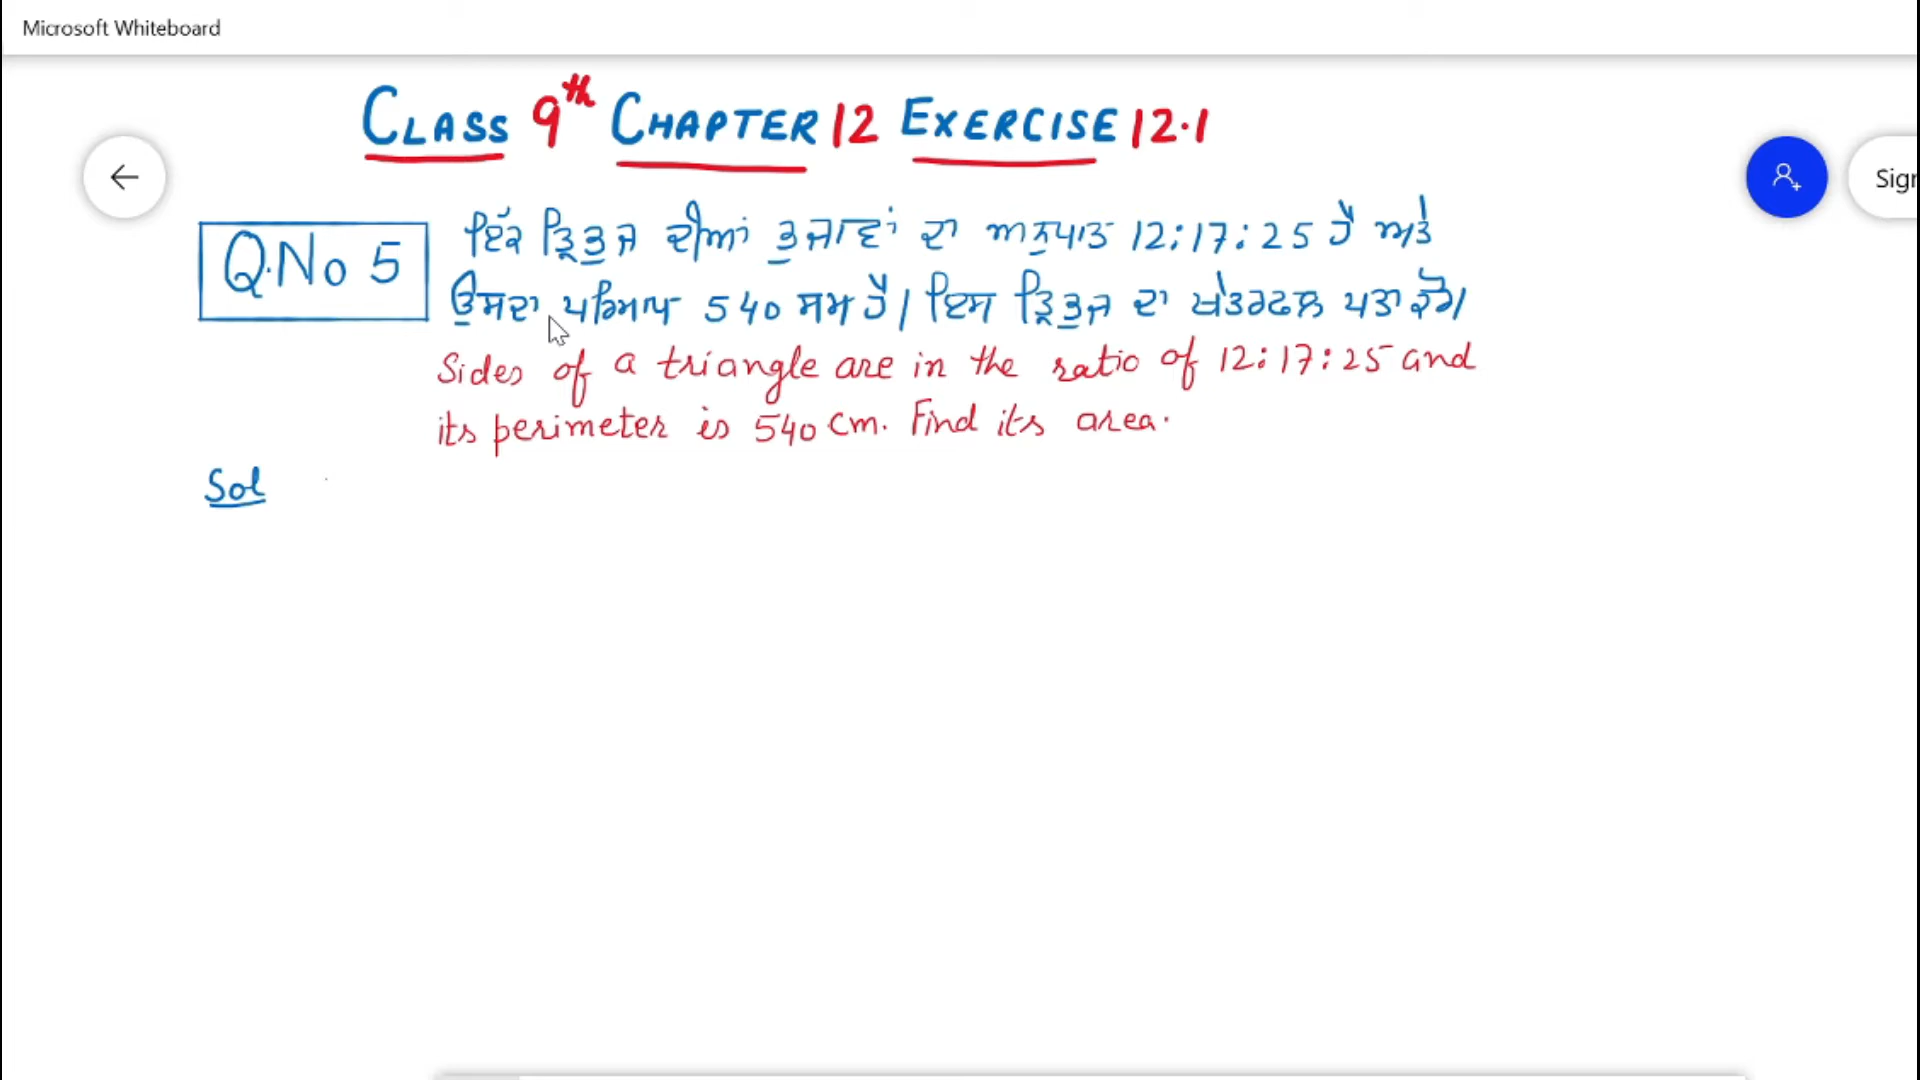 Microsoft Whiteboard
CLASS 9th CHAPTER 12 EXERCISE 12.1
Sign
Q.No 5
ਇੱਕ ਤ੍ਰਿਭੁਜ ਦੀਆਂ ਭੁਜਾਵਾਂ ਦਾ ਅਨੁਪਾਤ 12:17:25 ਹੈ ਅਤੇ
ਉਸਦਾ ਪਰਿਮਾਪ 540 ਸਮ ਹੈ। ਇਸ ਤ੍ਰਿਭੁਜ ਦਾ ਖੇਤਰਫਲ ਪਤਾ ਕਰੋ।
Sides of a triangle are in the ratio of 12:17:25 and
its perimeter is 540 cm. Find its area.
Sol